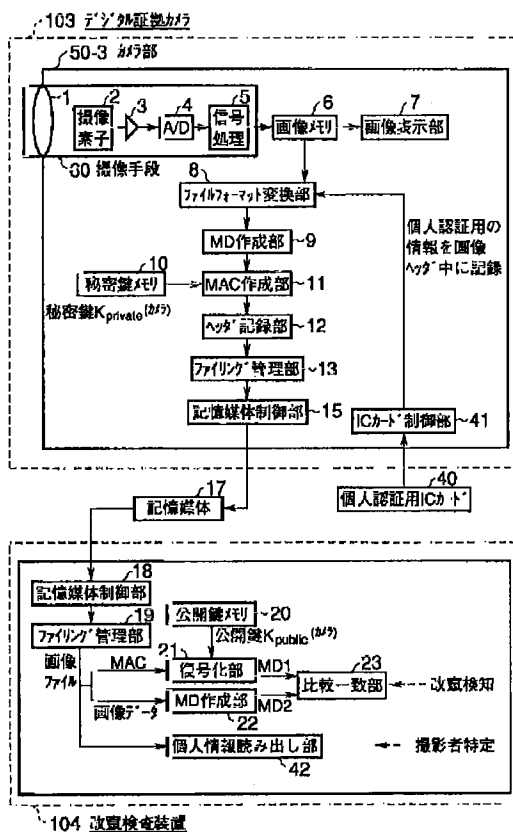 103 デジタル証拠カメラ
50-3 カメラ部
1
2
3
4
5
6
7
撮像
素子
A/D
信号
処理
画像メモリ
画像表示部
30 撮像手段
8
ファイルフォーマット変換部
個人認証用の
情報を画像
ヘッダ中に記録
MD作成部
9
10
秘密鍵メモリ
MAC作成部
11
秘密鍵Kprivate(カメラ)
ヘッダ記録部
12
ファイリング管理部
13
記憶媒体制御部
15
ICカード制御部
41
17
記憶媒体
40
個人認証用ICカード
18
記憶媒体制御部
19
ファイリング管理部
公開鍵メモリ
20
公開鍵Kpublic(カメラ)
画像
ファイル
MAC
21
復号化部
MD1
23
比較一致部
改竄検知
画像データ
MD作成部
MD2
22
個人情報読み出し部
42
撮影者特定
104 改竄検査装置